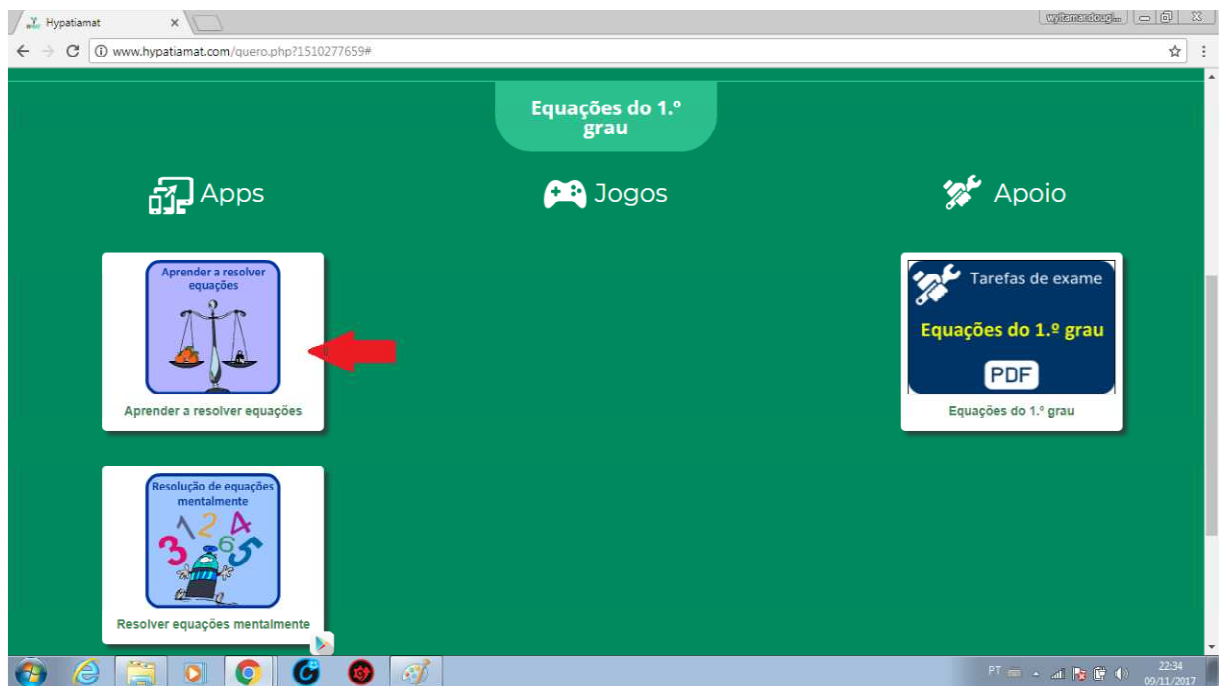 Hypatiamat
www.hypatiamat.com/quero.php?1510277659#
Equações do 1.º
grau
Apps
Jogos
Apoio
Aprender a resolver
equações
Aprender a resolver equações
Tarefas de exame
Equações do 1.º grau
PDF
Equações do 1.º grau
Resolução de equações
mentalmente
1 2 4
3 6 5
Resolver equações mentalmente
PT
22:34
09/11/2017